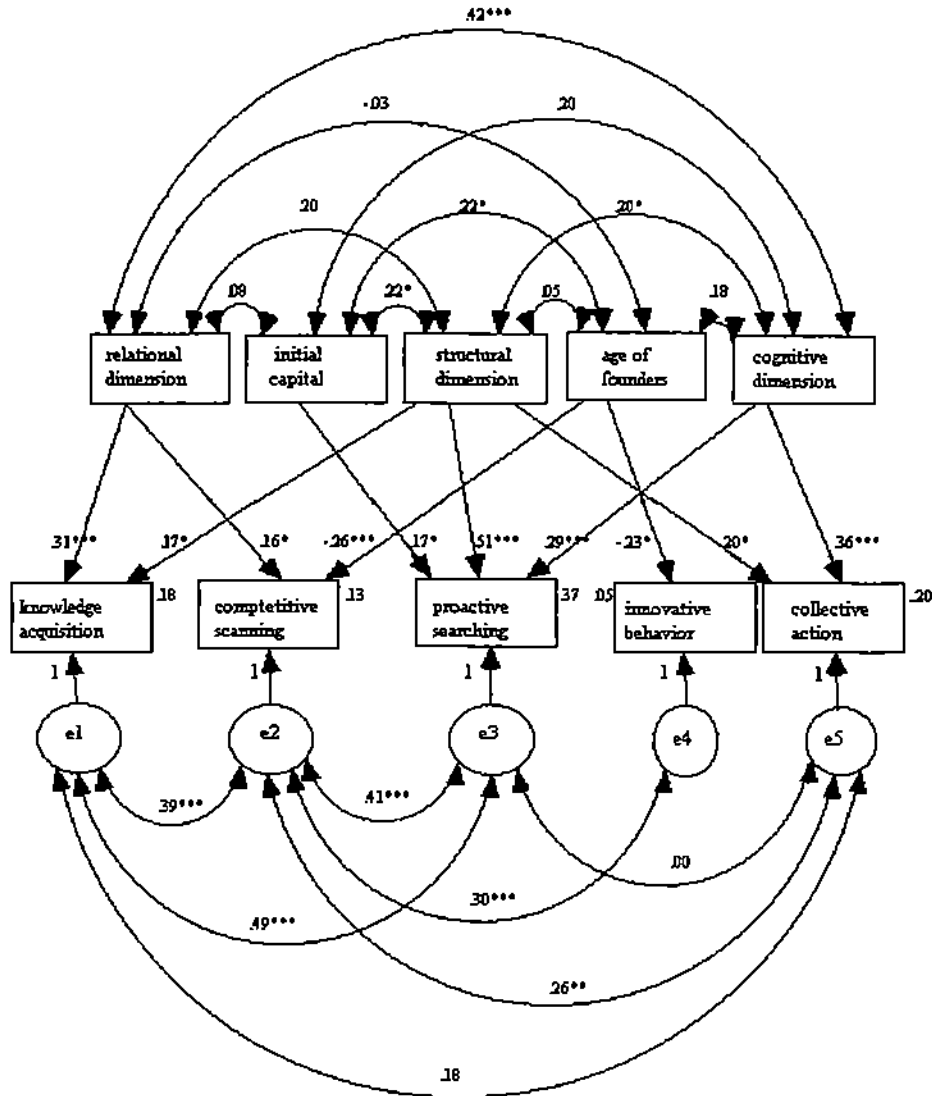 .42***
-.03
.20
.20
.22*
.20*
.08
.22*
.05
.18
relational
dimension
initial
capital
structural
dimension
age of
founders
cognitive
dimension
.31***
.17*
.16*
-.26***
.17*
.51***
.29***
-.23*
.20*
.36***
knowledge
acquisition
.18
comptetitive
scanning
.13
proactive
searching
.37
.05
innovative
behavior
collective
action
.20
1
1
1
1
1
e1
e2
e3
e4
e5
.39***
.41***
.00
.49***
.30***
.26**
.18